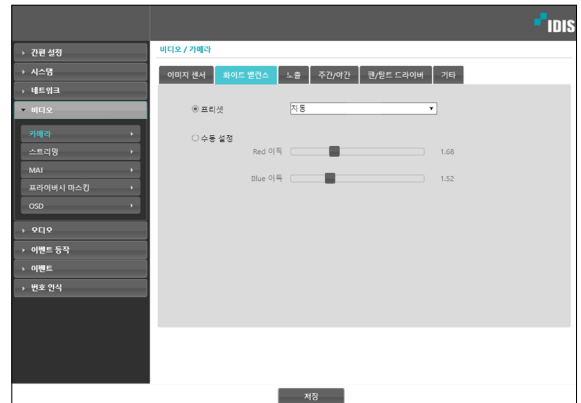 IDIS
비디오 / 카메라
간편 설정
시스템
네트워크
비디오
카메라
스트리밍
MAT
프라이버시 마스킹
OSD
오디오
이벤트 동작
이벤트
번호 인식
이미지 센서 화이트 밸런스 노출 주간/야간 팬/틸트 드라이버 기타
프리셋 자동
수동 설정
Red 이득 1.68
Blue 이득 1.52
저장